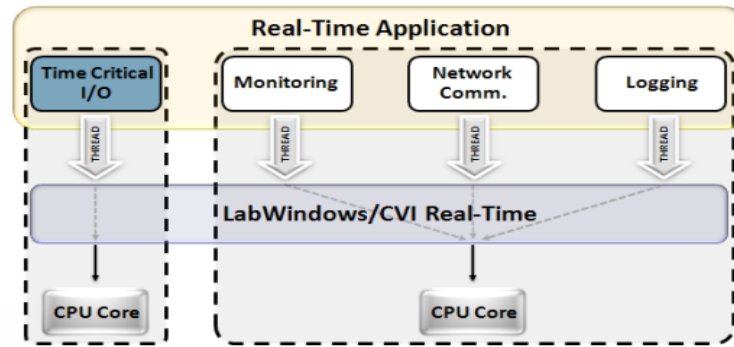 Real-Time Application
Time Critical
I/O
Monitoring
Network
Comm.
Logging
THREAD
THREAD
THREAD
THREAD
LabWindows/CVI Real-Time
CPU Core
CPU Core